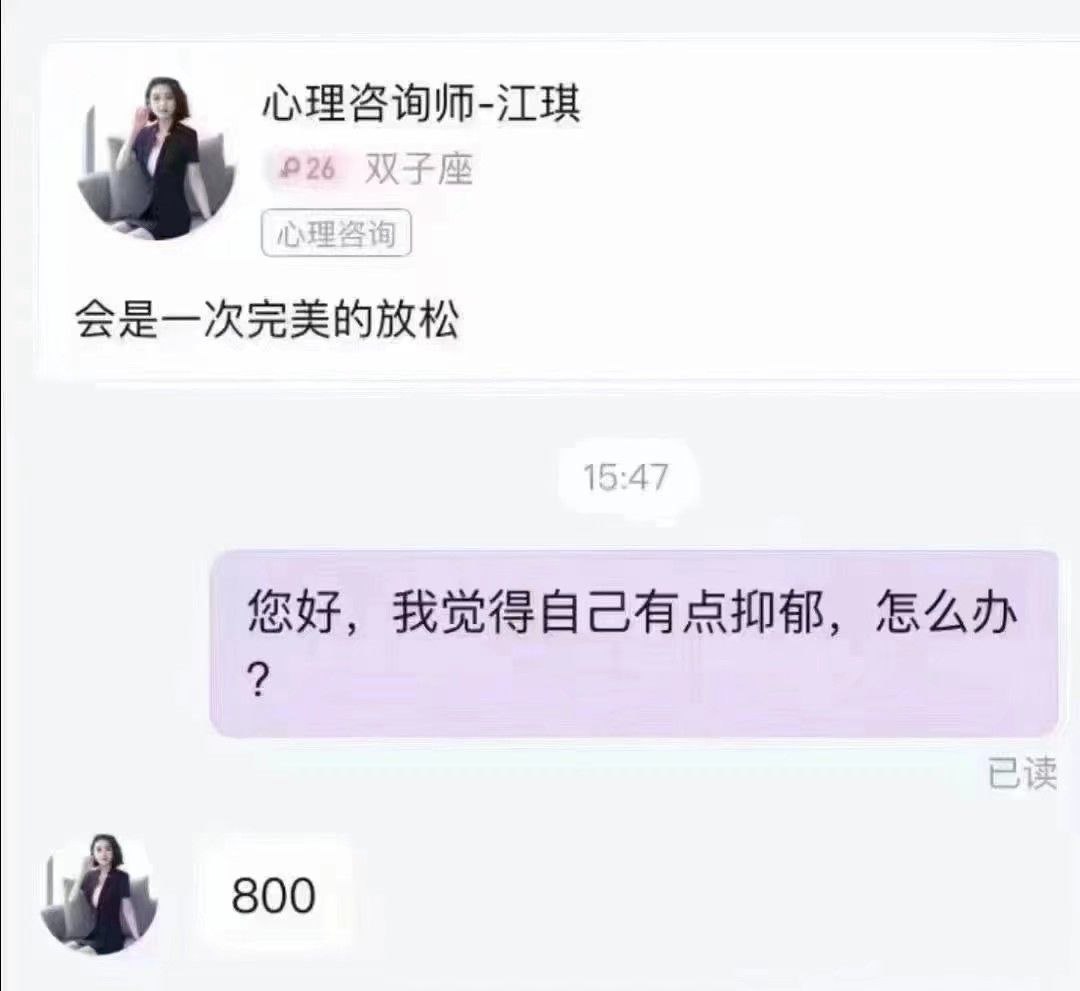 心理咨询师-江琪
26 双子座
心理咨询
会是一次完美的放松
15:47
您好，我觉得自己有点抑郁，怎么办
？
已读
800